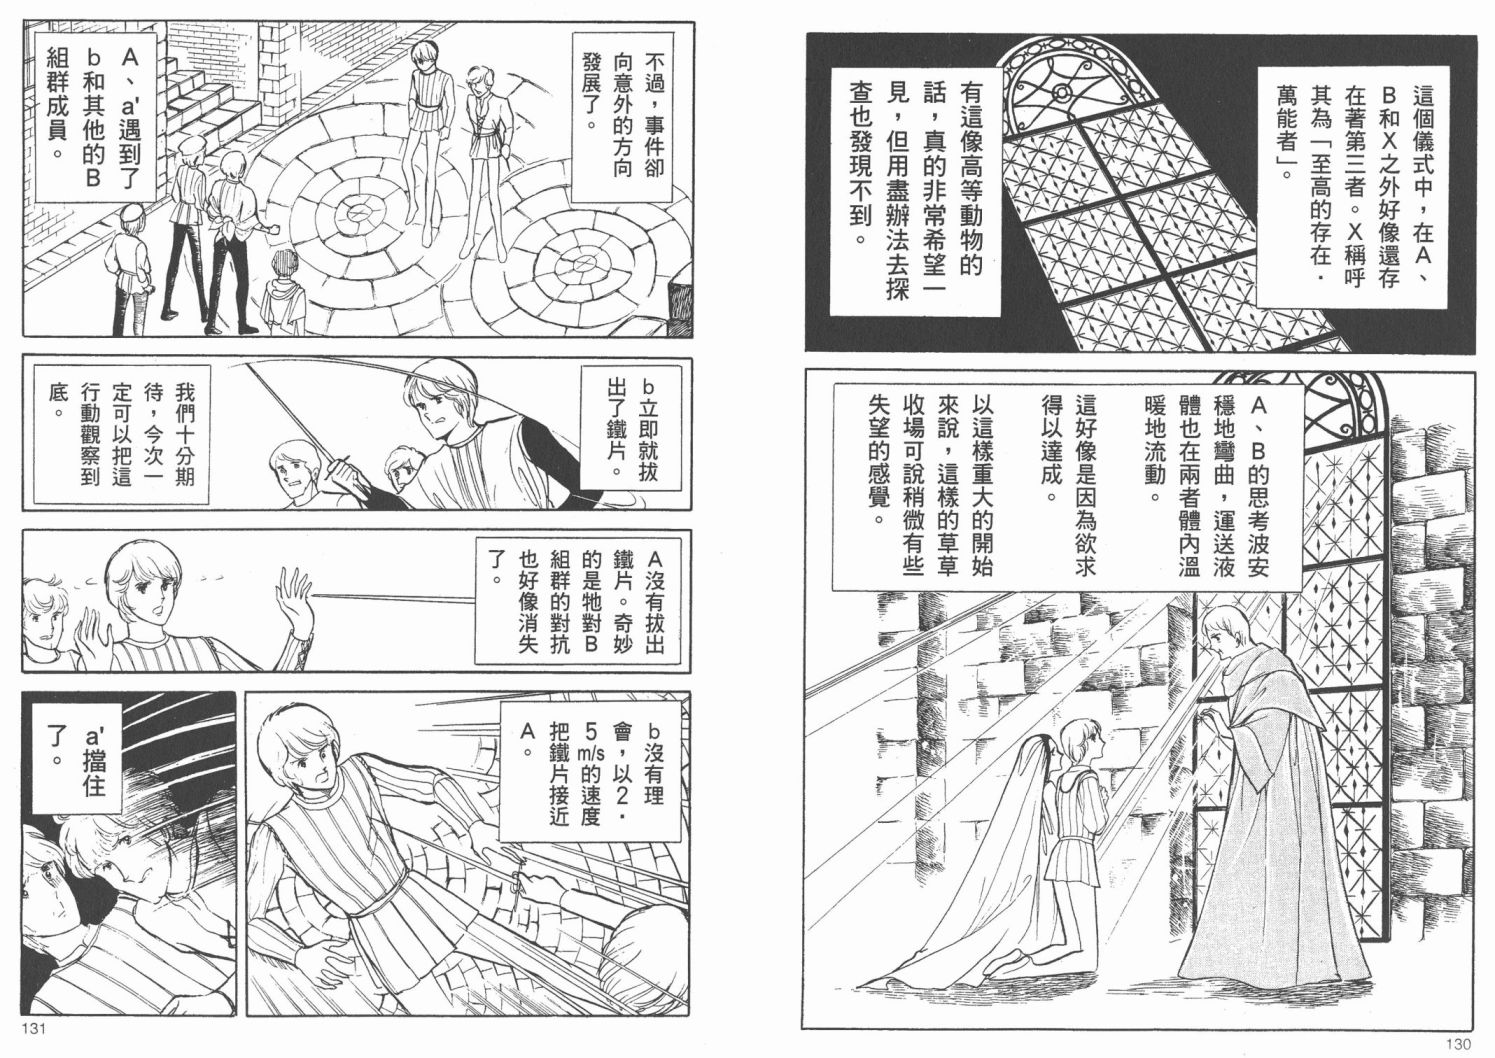 這個儀式中，在A、
B和X之外好像還存
在著第三者。X稱呼
其為「至高的存在．
萬能者」。
有這像高等動物的
話，真的非常希望一
見，但用盡辦法去探
查也發現不到。
A、B的思考波安
穩地彎曲，運送液
體也在兩者體內溫
暖地流動。
這好像是因為欲求
得以達成。
以這樣重大的開始
來說，這樣的草草
收場可說稍微有些
失望的感覺。
130
不過，事件卻
向意外的方向
發展了。
A、a'遇到了
b和其他的B
組群成員。
b立即就拔
出了鐵片。
我們十分期
待，今次一
定可以把這
行動觀察到
底。
A沒有拔出
鐵片。奇妙
的是牠對B
組群的對抗
也好像消失
了。
b沒有理
會，以2．
5m/s的速度
把鐵片接近
A。
a'擋住
了。
131